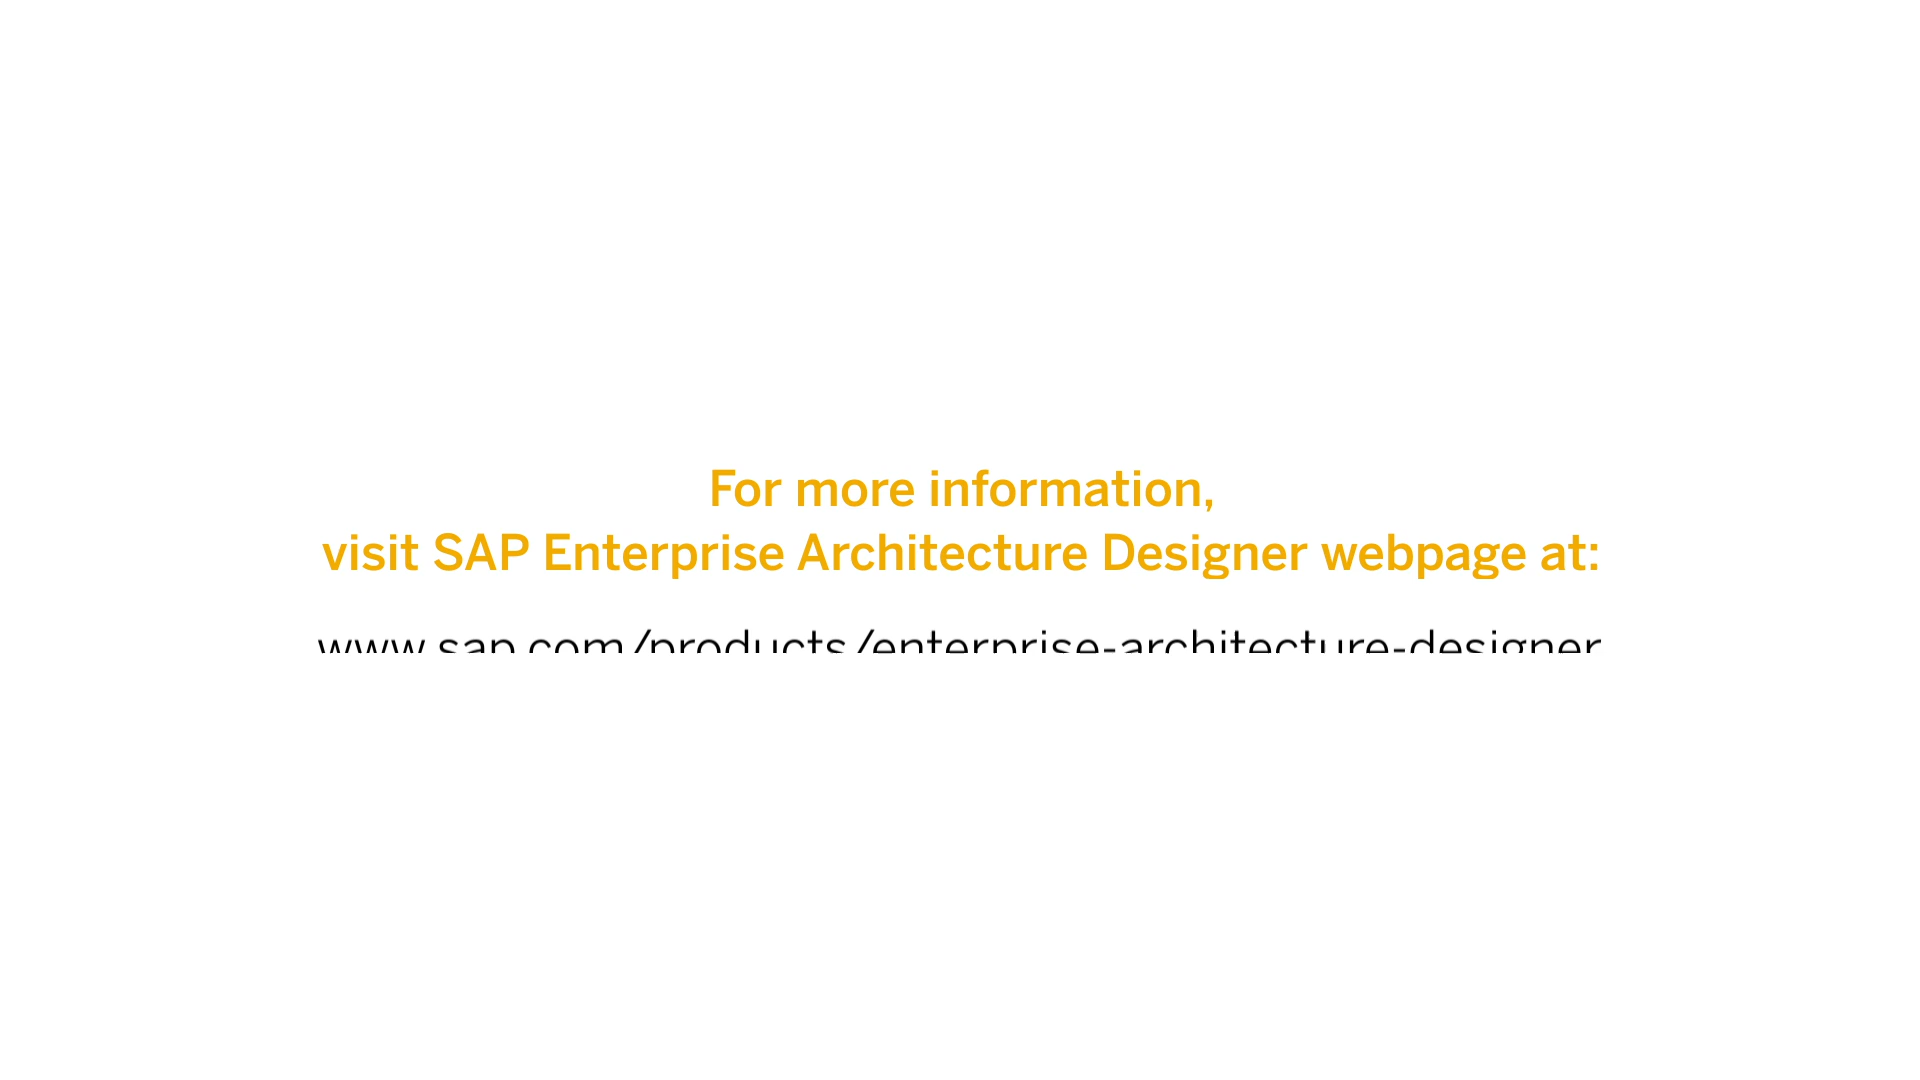 For more information,
visit SAP Enterprise Architecture Designer webpage at:
www.sap.com/products/enterprise-architecture-designer